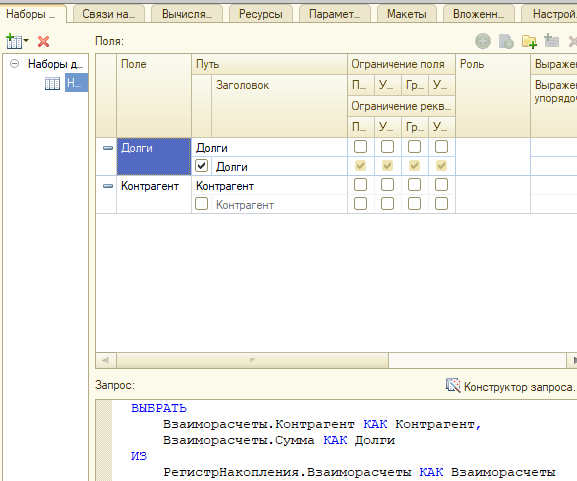 Наборы ...
Связи на...
Вычисля...
Ресурсы
Парамет...
Макеты
Вложенн...
Настрой.
Поля:
Наборы д...
Н...
Поле
Путь
Ограничение поля
Роль
Выражен
Заголовок
П... У... Гр... У...
Выраже
упорядоч
Ограничение рекв...
П... У... Гр... У...
Долги
Долги
Долги
Контрагент
Контрагент
Контрагент
Запрос:
Конструктор запроса.
ВЫБРАТЬ
Взаиморасчеты.Контрагент КАК Контрагент,
Взаиморасчеты.Сумма КАК Долги
ИЗ
РегистрНакопления.Взаиморасчеты КАК Взаиморасчеты